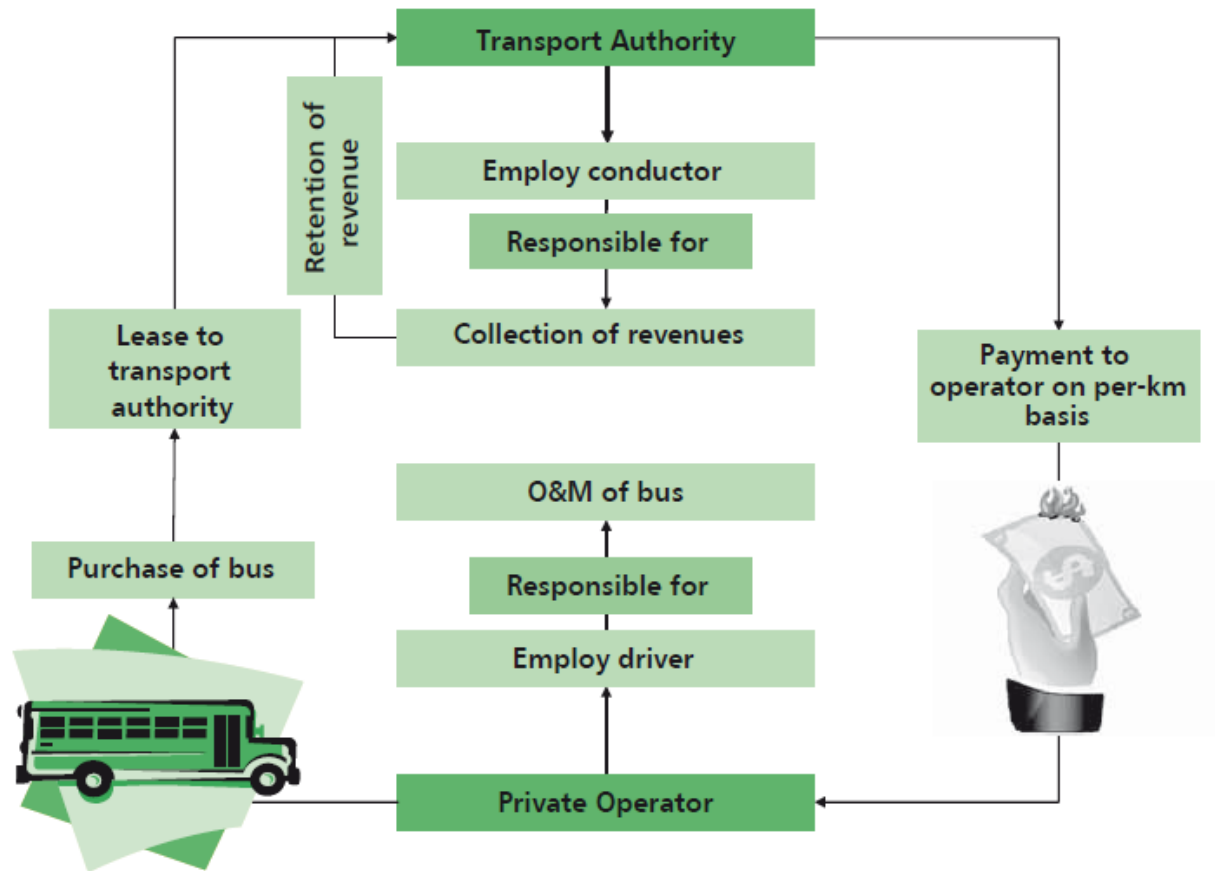 Transport Authority
Retention of
revenue
Employ conductor
Responsible for
Collection of revenues
Lease to
transport
authority
Payment to
operator on per-km
basis
O&M of bus
Purchase of bus
Responsible for
Employ driver
Private Operator
$